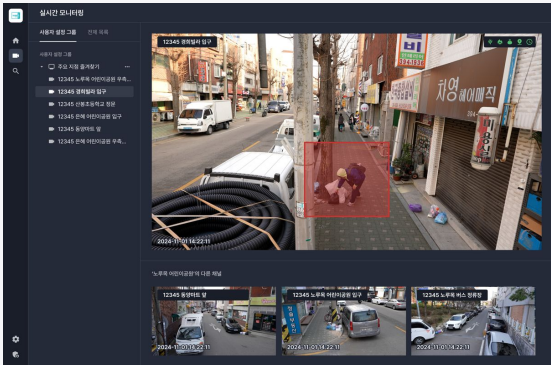 실시간 모니터링
사용자 설정 그룹 전체 목록
사용자 설정 그룹
주요 지점 즐겨찾기
12345 노루목 어린이공원 우측...
12345 경희빌라 입구
12345 신봉초등학교 정문
12345 은혜 어린이공원 입구
12345 동양마트 앞
12345 은혜 어린이공원 우측...
12345 경희빌라 입구
치영 헤어매직
2024-11-01 14:22:11
'노루목 어린이공원'의 다른 채널
12345 동양마트 앞
2024-11-01 14:22:11
12345 노루목 어린이공원 입구
2024-11-01 14:22:11
12345 노루목 버스 정류장
2024-11-01 14:22:11